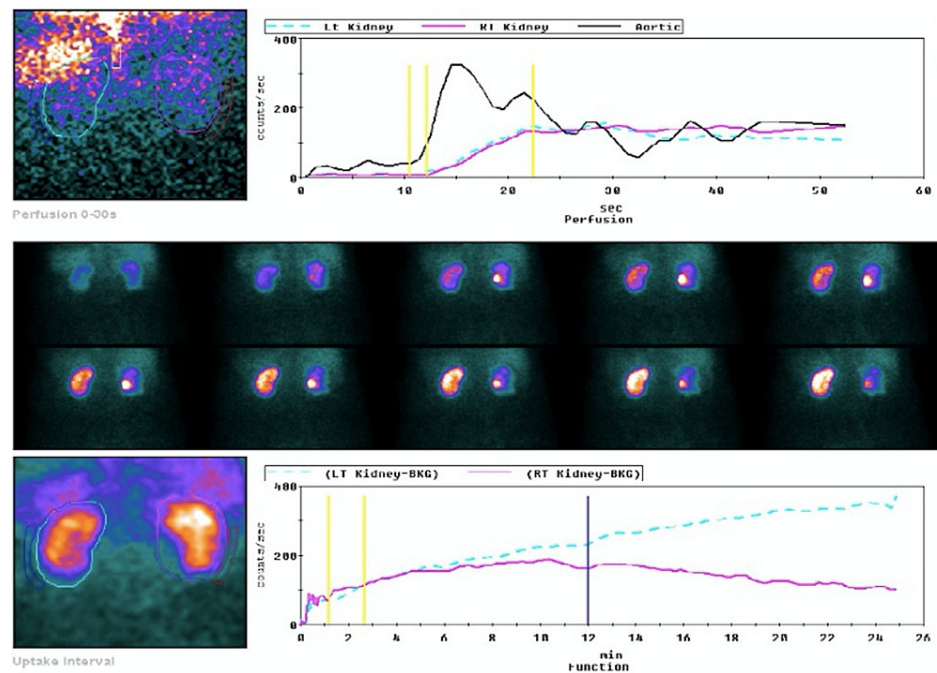 Lt Kidney Rt Kidney Aortic
400
200
0
counts/sec
0 10 20 30 40 50 60
sec
Perfusion
Perfusion 0-30s
(LT Kidney-BKG) (RT Kidney-BKG)
400
200
0
counts/sec
0 2 4 6 8 10 12 14 16 18 20 22 24 26
min
Function
Uptake Interval